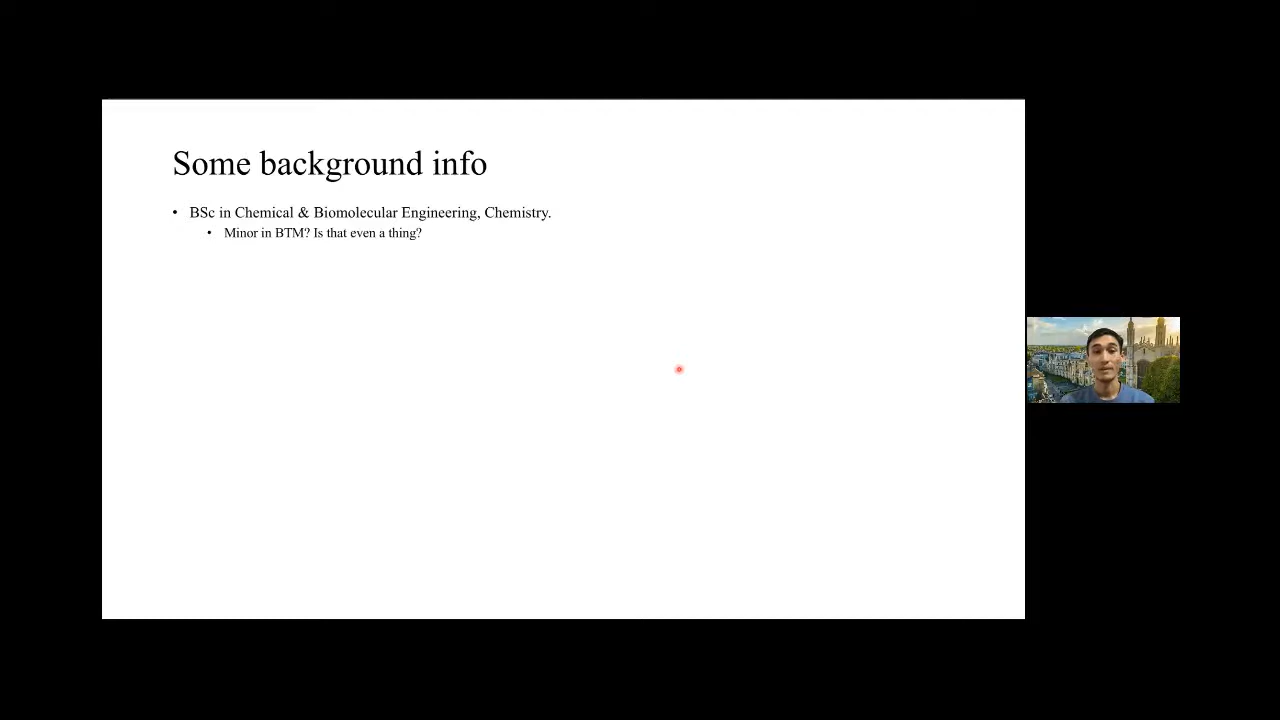 Some background info
• BSc in Chemical & Biomolecular Engineering, Chemistry.
• Minor in BTM? Is that even a thing?